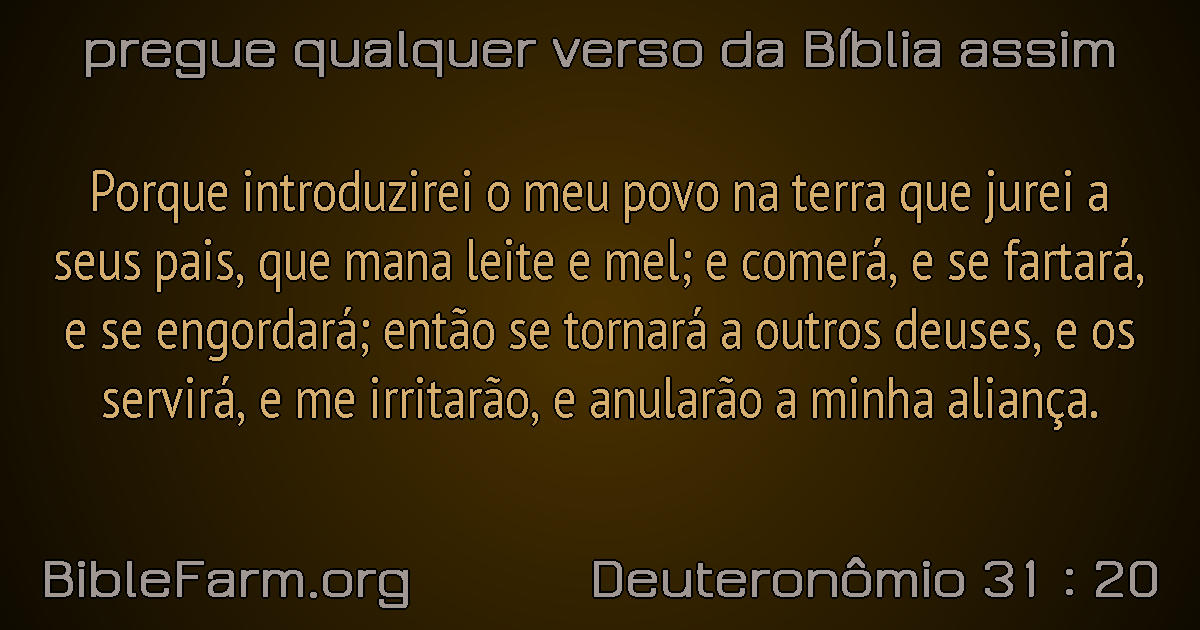 pregue qualquer verso da Bíblia assim
Porque introduzirei o meu povo na terra que jurei a
seus pais, que mana leite e mel; e comerá, e se fartará,
e se engordará; então se tornará a outros deuses, e os
servirá, e me irritarão, e anularão a minha aliança.
BibleFarm.org
Deuteronômio 31 : 20